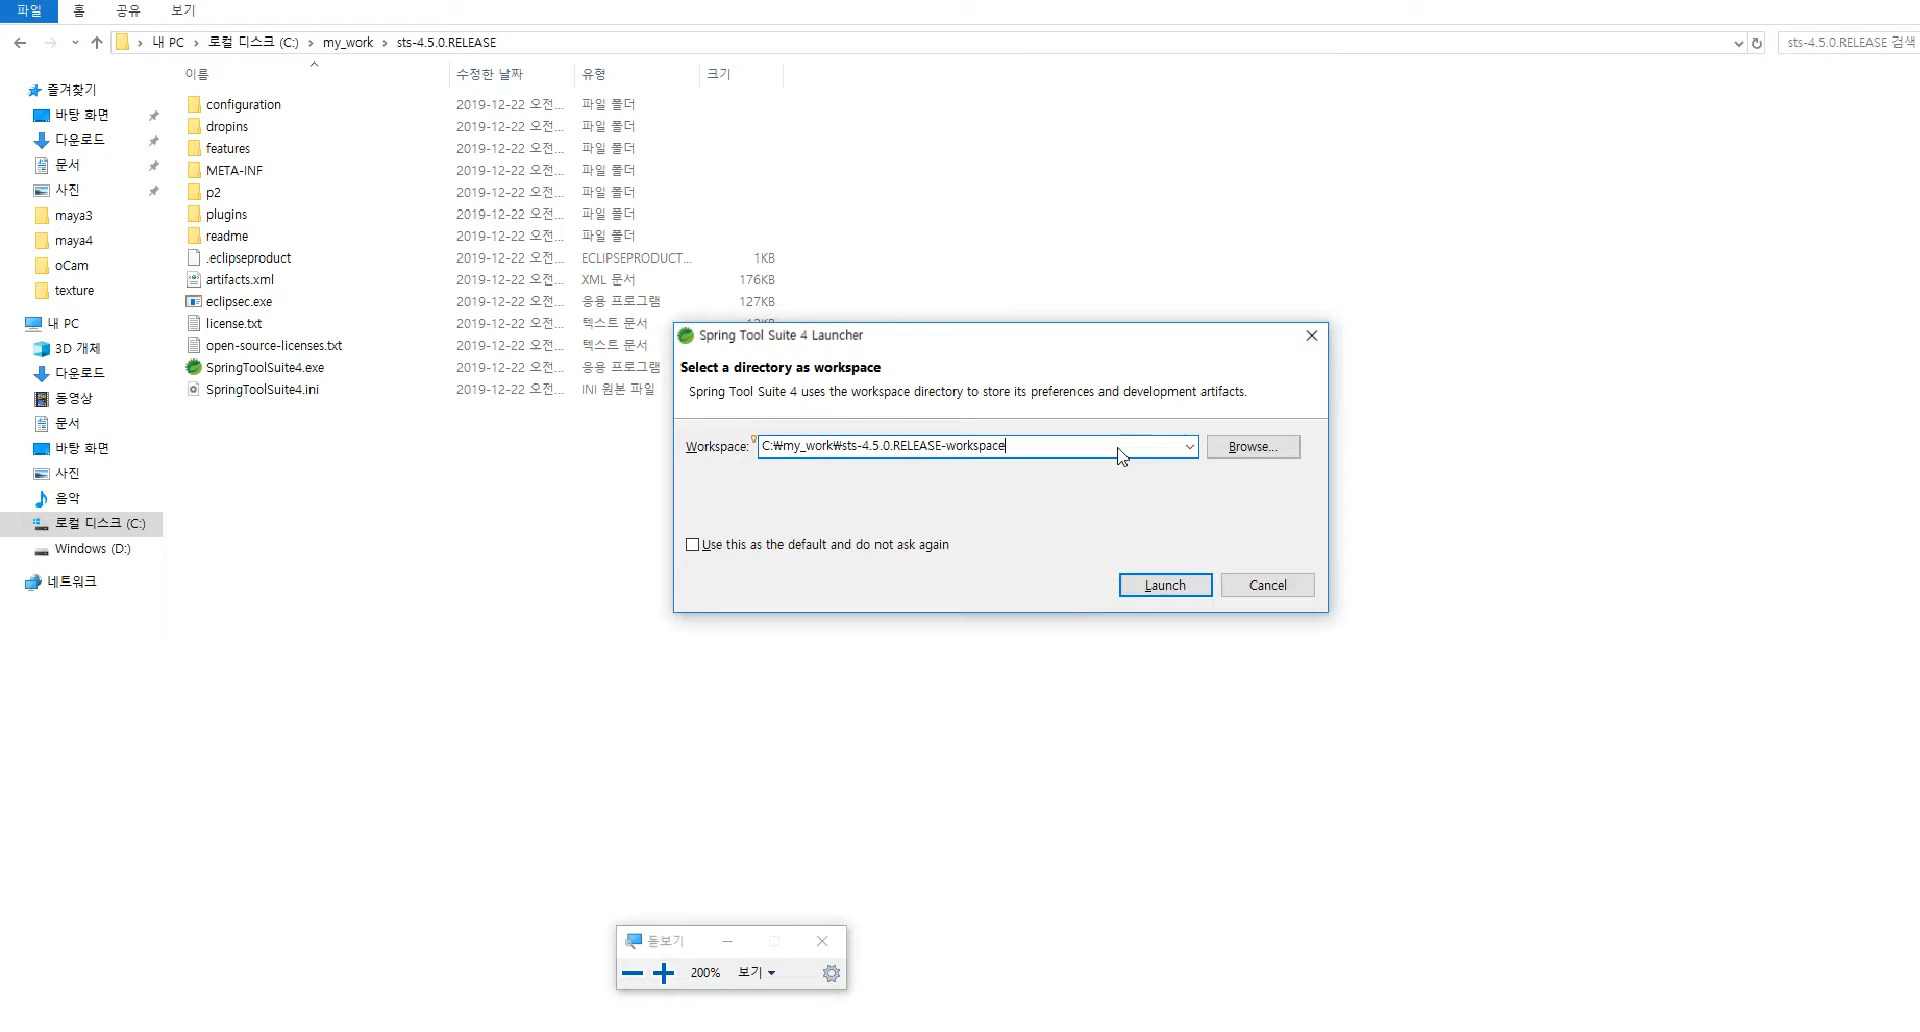 파일 홈 공유 보기
내 PC 로컬 디스크 (C:) my_work sts-4.5.0.RELEASE sts-4.5.0.RELEASE 검색
이름 수정한 날짜 유형 크기
즐겨찾기
바탕 화면
다운로드
문서
사진
maya3
maya4
oCam
texture
내 PC
3D 개체
다운로드
동영상
문서
바탕 화면
사진
음악
로컬 디스크 (C:)
Windows (D:)
네트워크
configuration 2019-12-22 오전... 파일 폴더
dropins 2019-12-22 오전... 파일 폴더
features 2019-12-22 오전... 파일 폴더
META-INF 2019-12-22 오전... 파일 폴더
p2 2019-12-22 오전... 파일 폴더
plugins 2019-12-22 오전... 파일 폴더
readme 2019-12-22 오전... 파일 폴더
.eclipseproduct 2019-12-22 오전... ECLIPSEPRODUCT... 1KB
artifacts.xml 2019-12-22 오전... XML 문서 176KB
eclipsec.exe 2019-12-22 오전... 응용 프로그램 127KB
license.txt 2019-12-22 오전... 텍스트 문서
open-source-licenses.txt 2019-12-22 오전... 텍스트 문서
SpringToolSuite4.exe 2019-12-22 오전... 응용 프로그램
SpringToolSuite4.ini 2019-12-22 오전... INI 원본 파일
Spring Tool Suite 4 Launcher
Select a directory as workspace
Spring Tool Suite 4 uses the workspace directory to store its preferences and development artifacts.
Workspace: C:₩my_work₩sts-4.5.0.RELEASE-workspace Browse...
Use this as the default and do not ask again
Launch Cancel
돋보기
200% 보기